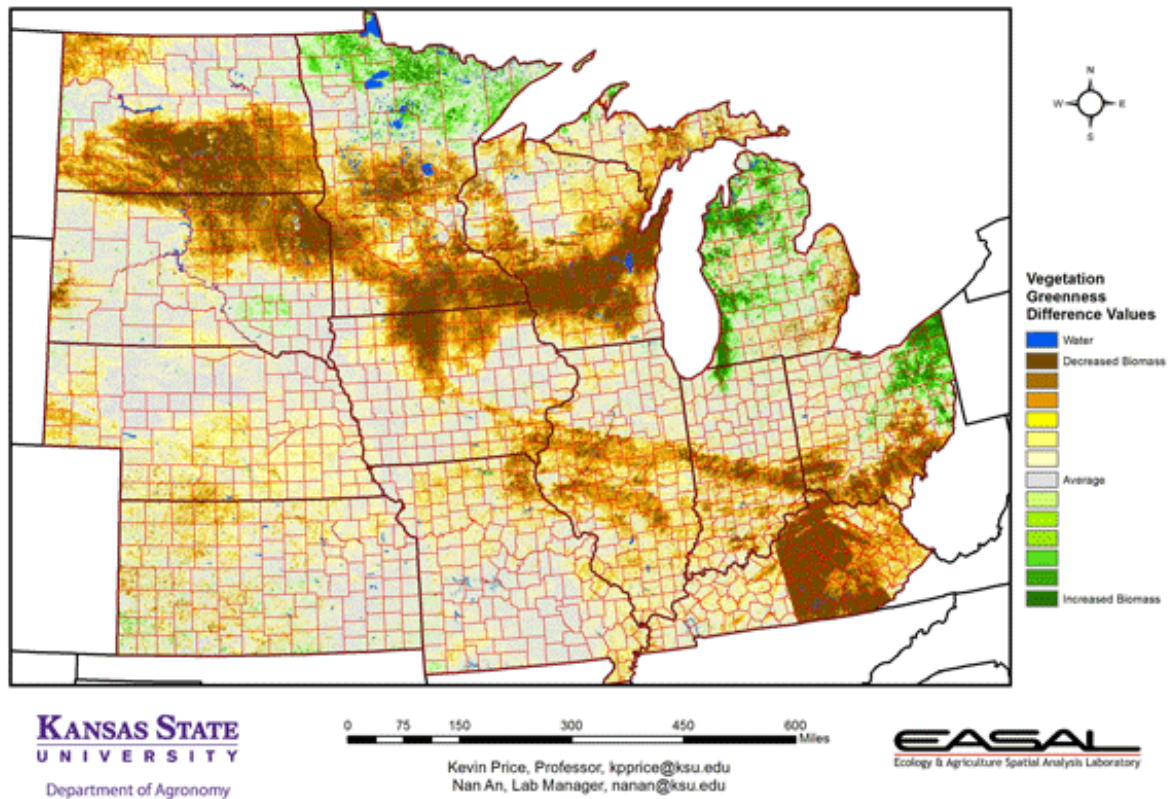 N
W E
S
Vegetation
Greenness
Difference Values
Water
Decreased Biomass
Average
Increased Biomass
KANSAS STATE
UNIVERSITY
Department of Agronomy
0 75 150 300 450 600
Miles
Kevin Price, Professor, kpprice@ksu.edu
Nan An, Lab Manager, nanan@ksu.edu
EASAL
Ecology & Agriculture Spatial Analysis Laboratory